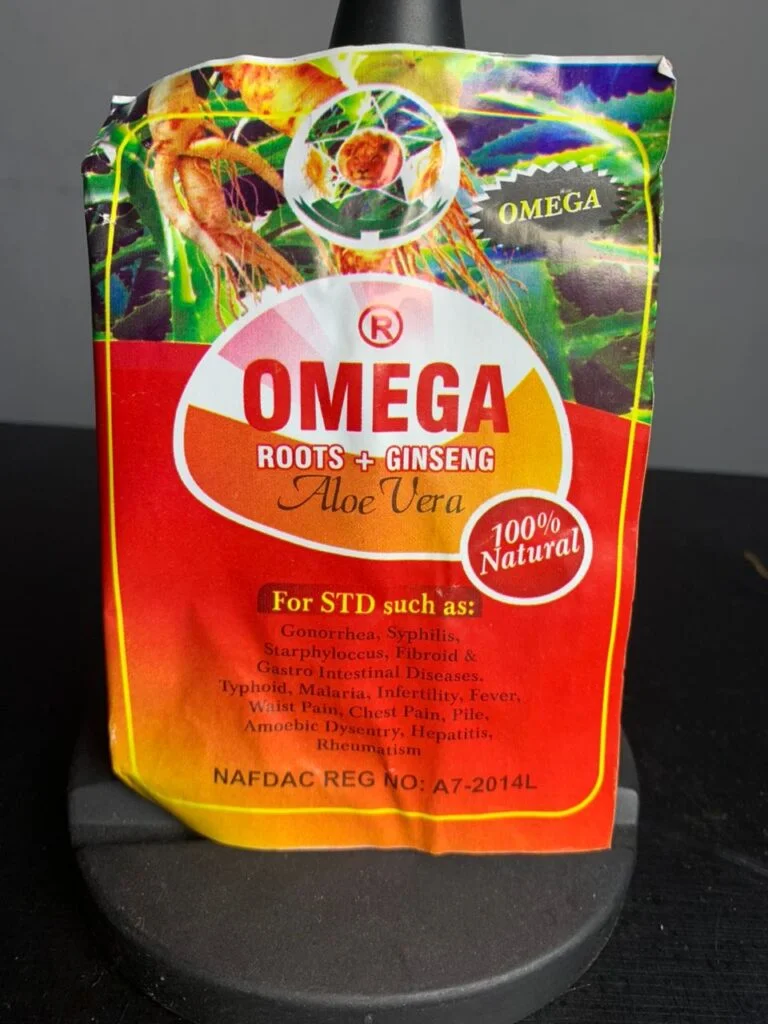 OMEGA
®
OMEGA
ROOTS + GINSENG
Aloe Vera
100%
Natural
For STD such as:
Gonorrhea, Syphilis,
Starphyloccus, Fibroid &
Gastro Intestinal Diseases.
Typhoid, Malaria, Infertility, Fever,
Waist Pain, Chest Pain, Pile,
Amoebic Dysentry, Hepatitis,
Rheumatism
NAFDAC REG NO: A7-2014L